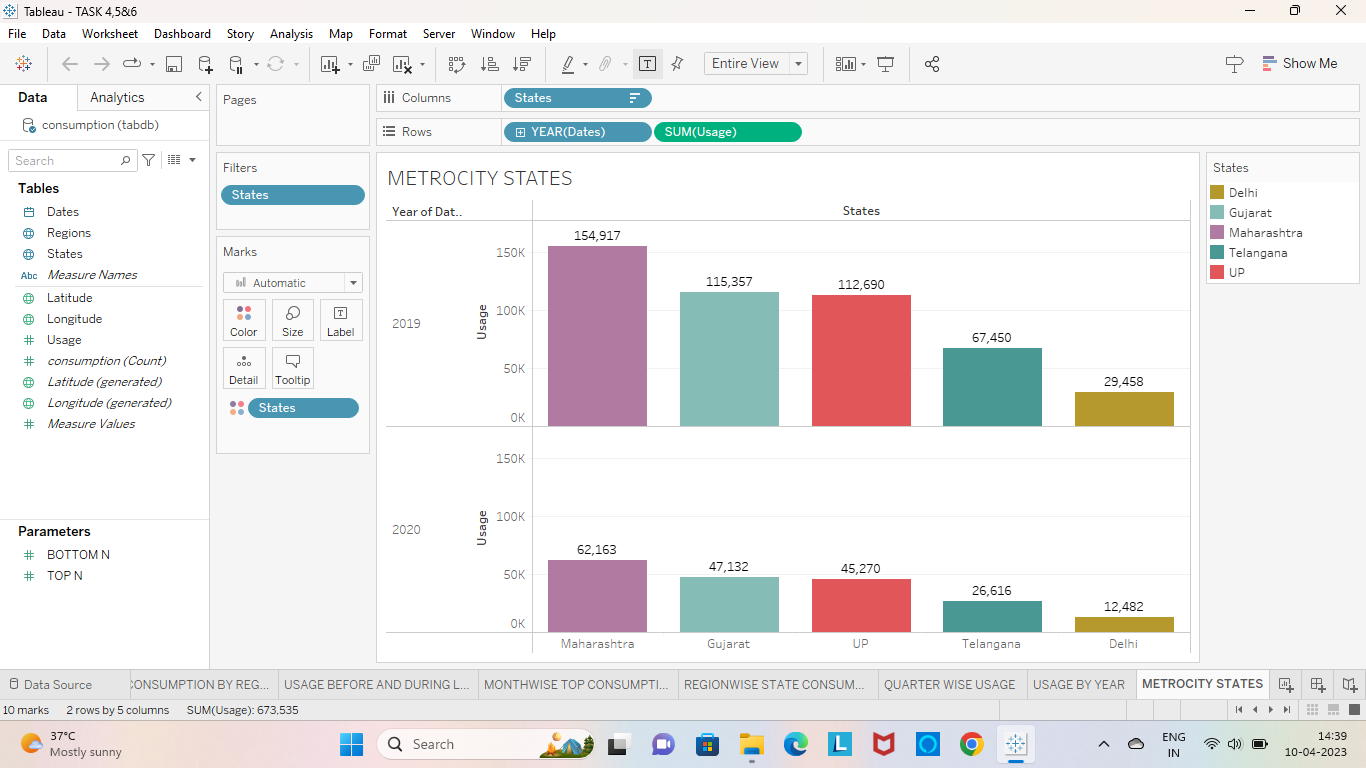 Tableau - TASK 4,5&6
File Data Worksheet Dashboard Story Analysis Map Format Server Window Help
Entire View
Show Me
Data Analytics
consumption (tabdb)
Search
Tables
Dates
Regions
States
Abc Measure Names
Latitude
Longitude
Usage
consumption (Count)
Latitude (generated)
Longitude (generated)
Measure Values
Parameters
BOTTOM N
TOP N
Pages
Filters
States
Marks
Automatic
Color Size Label
Detail Tooltip
States
Columns States
Rows YEAR(Dates) SUM(Usage)
METROCITY STATES
Year of Dat.. States
2019
Usage
150K
100K
50K
0K
154,917 115,357 112,690 67,450 29,458
2020
Usage
150K
100K
50K
0K
62,163 47,132 45,270 26,616 12,482
Maharashtra Gujarat UP Telangana Delhi
States
Delhi
Gujarat
Maharashtra
Telangana
UP
Data Source CONSUMPTION BY REG... USAGE BEFORE AND DURING L... MONTHWISE TOP CONSUMPTI... REGIONWISE STATE CONSUM... QUARTER WISE USAGE USAGE BY YEAR METROCITY STATES
10 marks 2 rows by 5 columns SUM(Usage): 673,535
37°C
Mostly sunny
Search
ENG
IN
14:39
10-04-2023